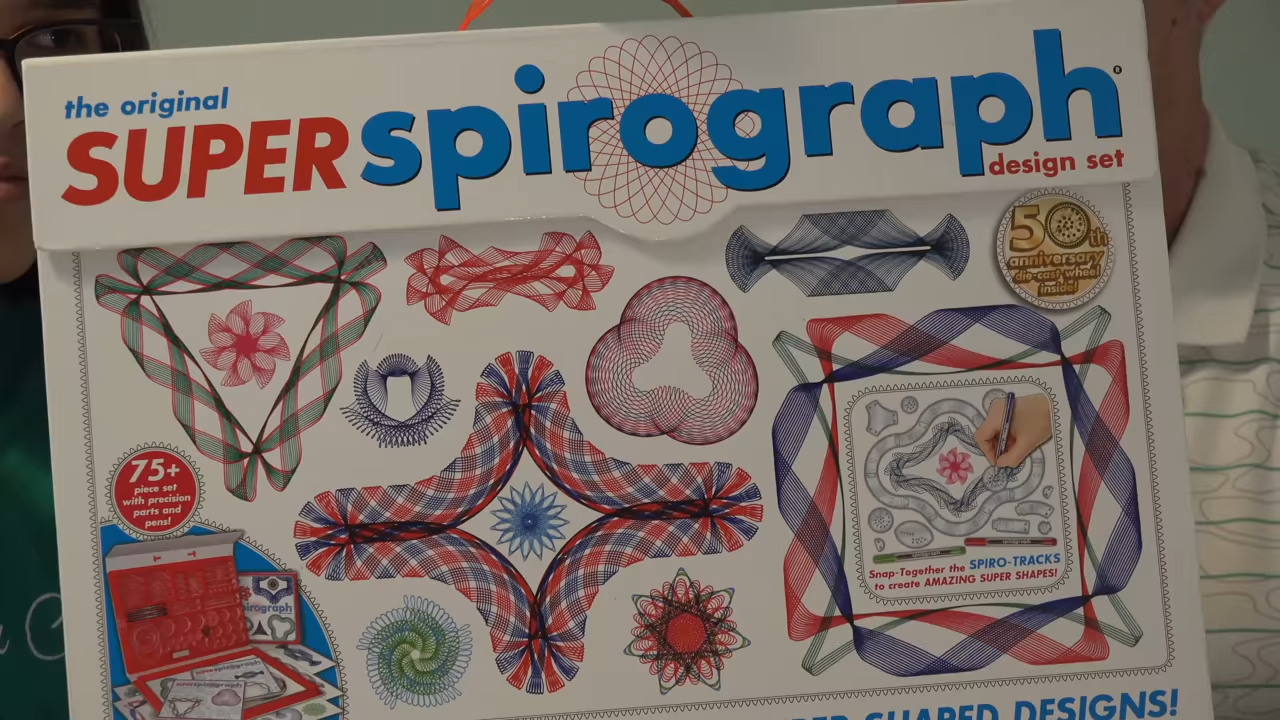 the original
SUPER spirograph®
design set
50th
anniversary
die-cast wheel
inside!
75+
piece set
with precision
parts and
pens!
spirograph
Snap-Together the SPIRO-TRACKS
to create AMAZING SUPER SHAPES!
SHAPED DESIGNS!